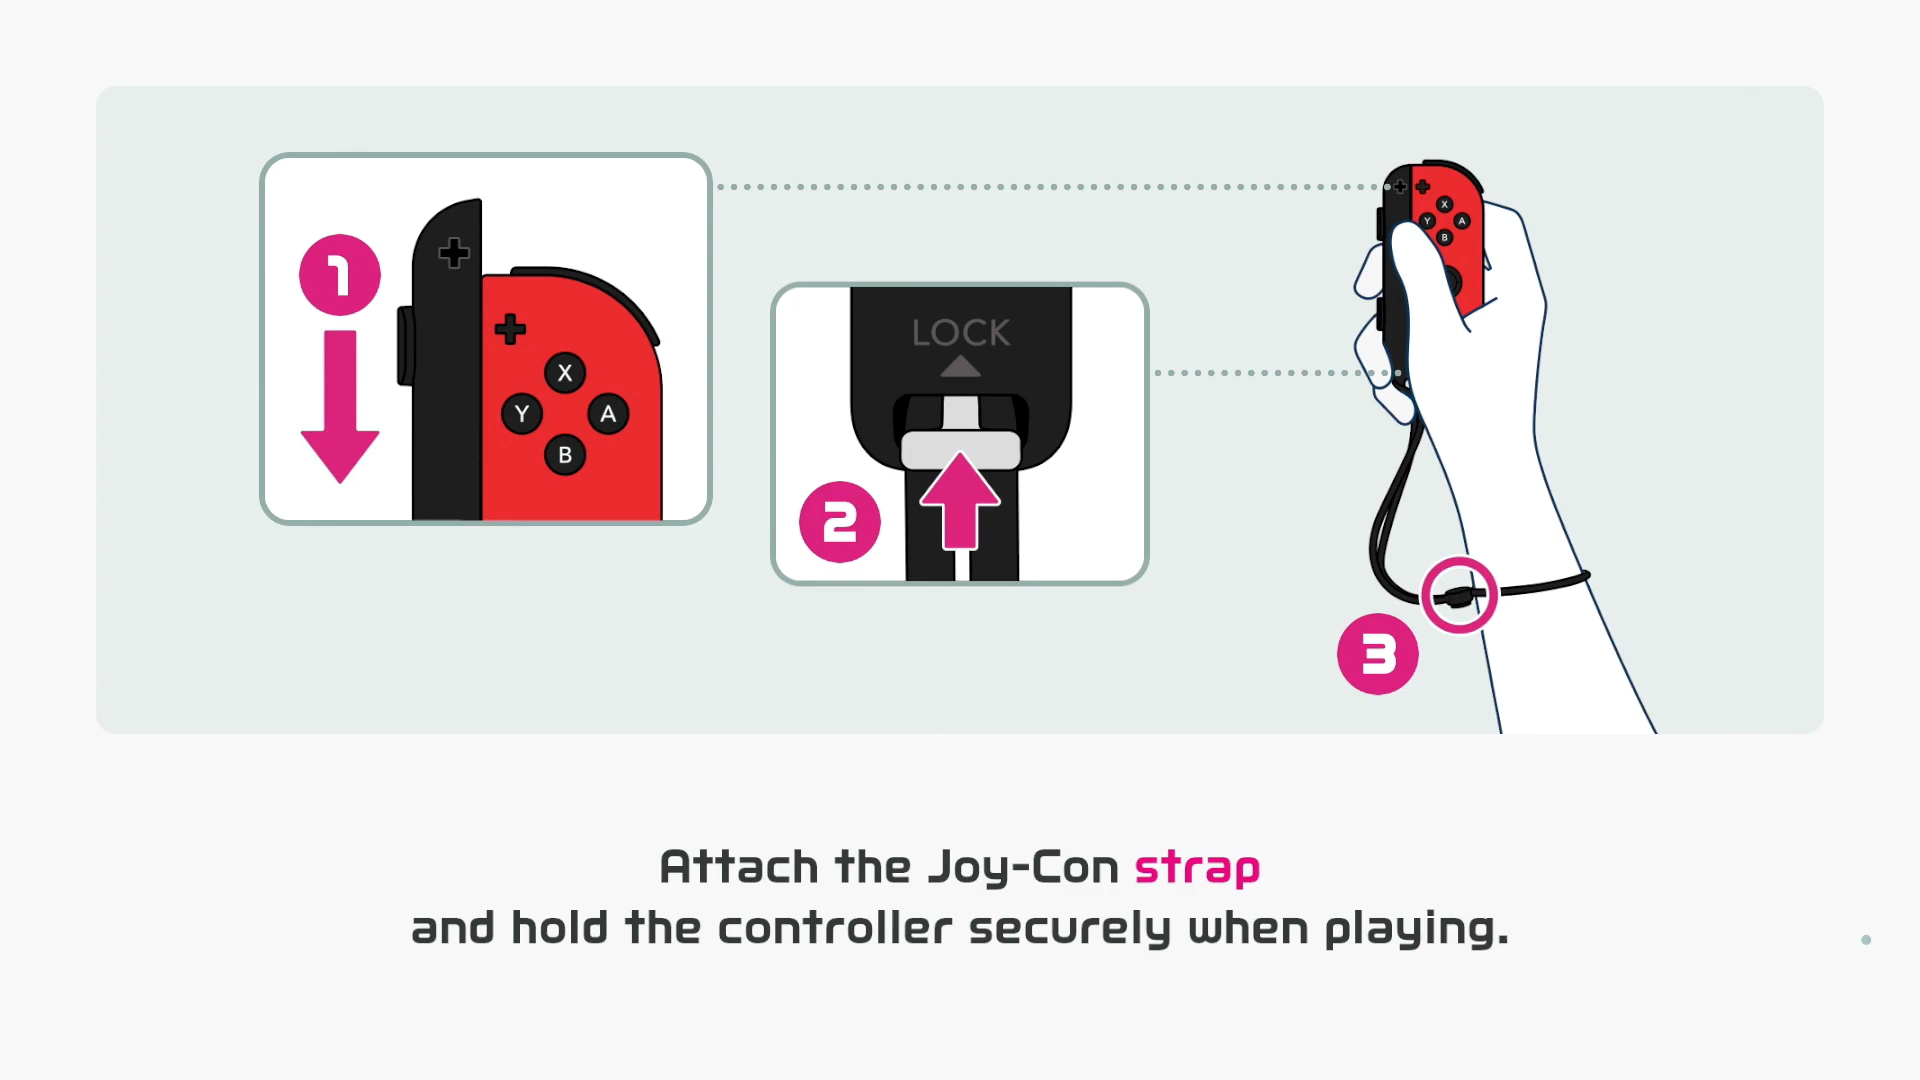 1
X
Y
A
B
LOCK
2
X
Y
A
B
3
Attach the Joy-Con strap
and hold the controller securely when playing.